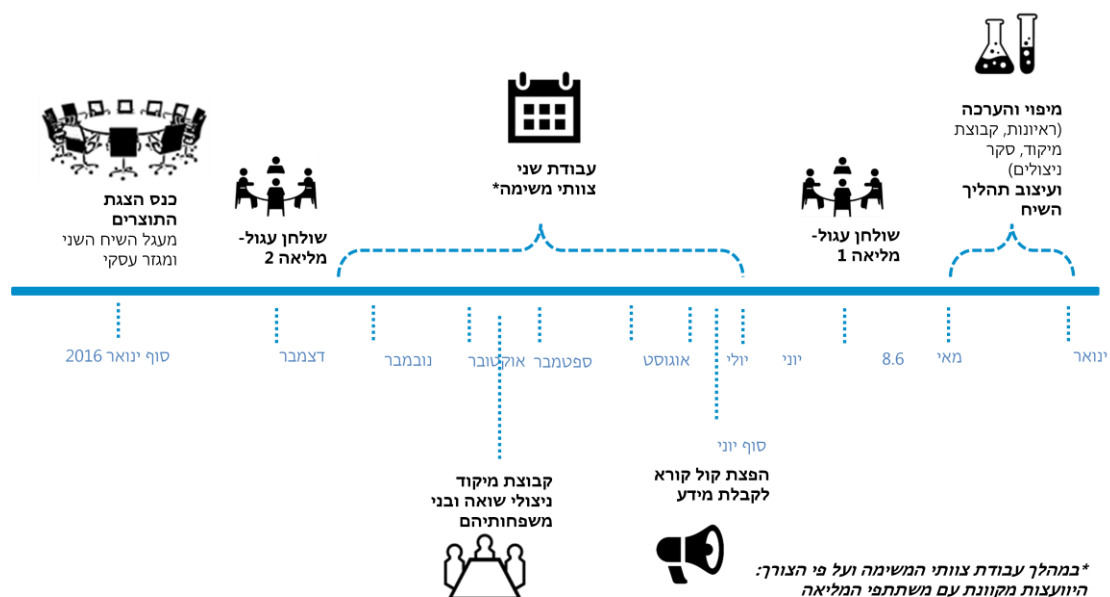 מיפוי והערכה
(ראיונות, קבוצת
מיקוד, סקר
ניצולים)
ועיצוב תהליך
השיח
שולחן עגול-
מליאה 1
עבודת שני
צוותי משימה*
שולחן עגול-
מליאה 2
כנס הצגת
התוצרים
מעגל השיח השני
ומגזר עסקי
ינואר
מאי
8.6
יוני
יולי
אוגוסט
ספטמבר
אוקטובר
נובמבר
דצמבר
סוף ינואר 2016
סוף יוני
הפצת קול קורא
לקבלת מידע
קבוצת מיקוד
ניצולי שואה ובני
משפחותיהם
*במהלך עבודת צוותי המשימה ועל פי הצורך:
היוועצות מקוונת עם משתתפי המליאה